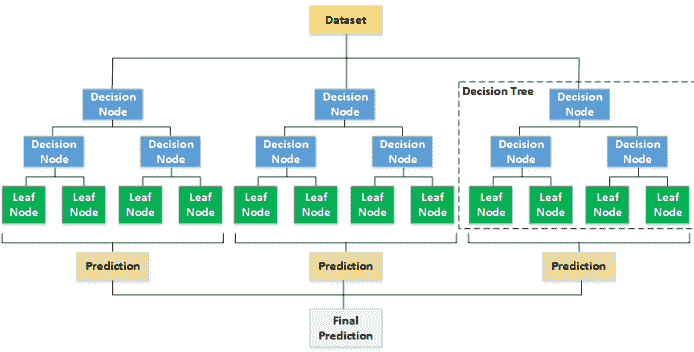 Dataset
Decision Tree
Decision
Node
Decision
Node
Decision
Node
Decision
Node
Decision
Node
Decision
Node
Decision
Node
Decision
Node
Decision
Node
Leaf
Node
Leaf
Node
Leaf
Node
Leaf
Node
Leaf
Node
Leaf
Node
Leaf
Node
Leaf
Node
Leaf
Node
Leaf
Node
Leaf
Node
Leaf
Node
Prediction
Prediction
Prediction
Final
Prediction